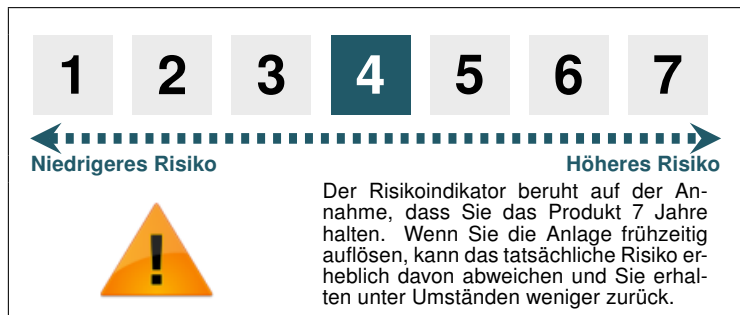 1 2 3 4 5 6 7
Niedrigeres Risiko Höheres Risiko
Der Risikoindikator beruht auf der An-
nahme, dass Sie das Produkt 7 Jahre
halten. Wenn Sie die Anlage frühzeitig
auflösen, kann das tatsächliche Risiko er-
heblich davon abweichen und Sie erhal-
ten unter Umständen weniger zurück.